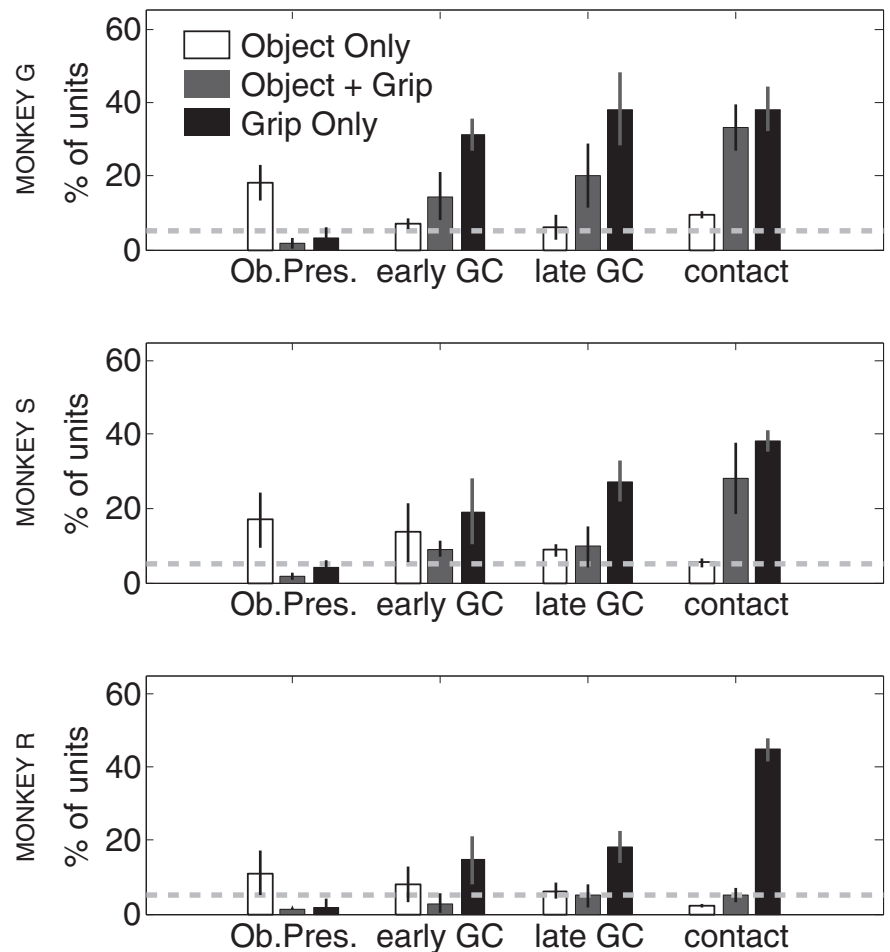 MONKEY G
% of units
60
40
20
0
Object Only
Object + Grip
Grip Only
Ob.Pres. early GC late GC contact
MONKEY S
% of units
60
40
20
0
Ob.Pres. early GC late GC contact
MONKEY R
% of units
60
40
20
0
Ob.Pres. early GC late GC contact